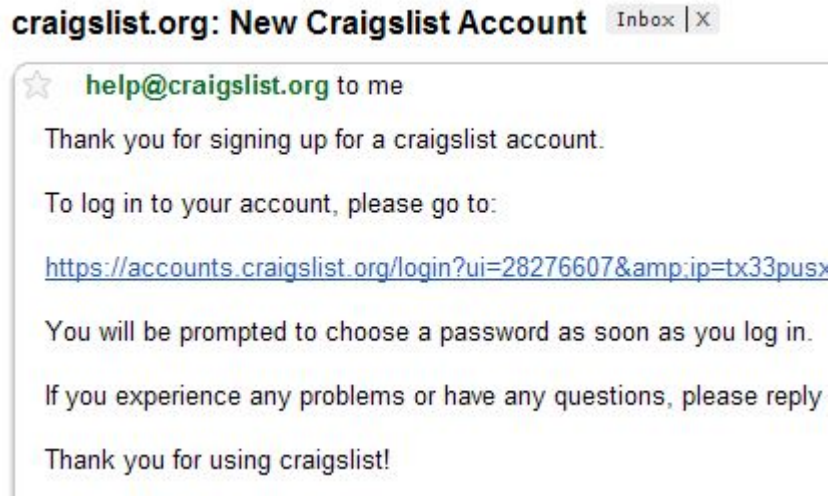 craigslist.org: New Craigslist Account Inbox | X
help@craigslist.org to me
Thank you for signing up for a craigslist account.
To log in to your account, please go to:
https://accounts.craigslist.org/login?ui=28276607&amp;ip=tx33pusx
You will be prompted to choose a password as soon as you log in.
If you experience any problems or have any questions, please reply
Thank you for using craigslist!